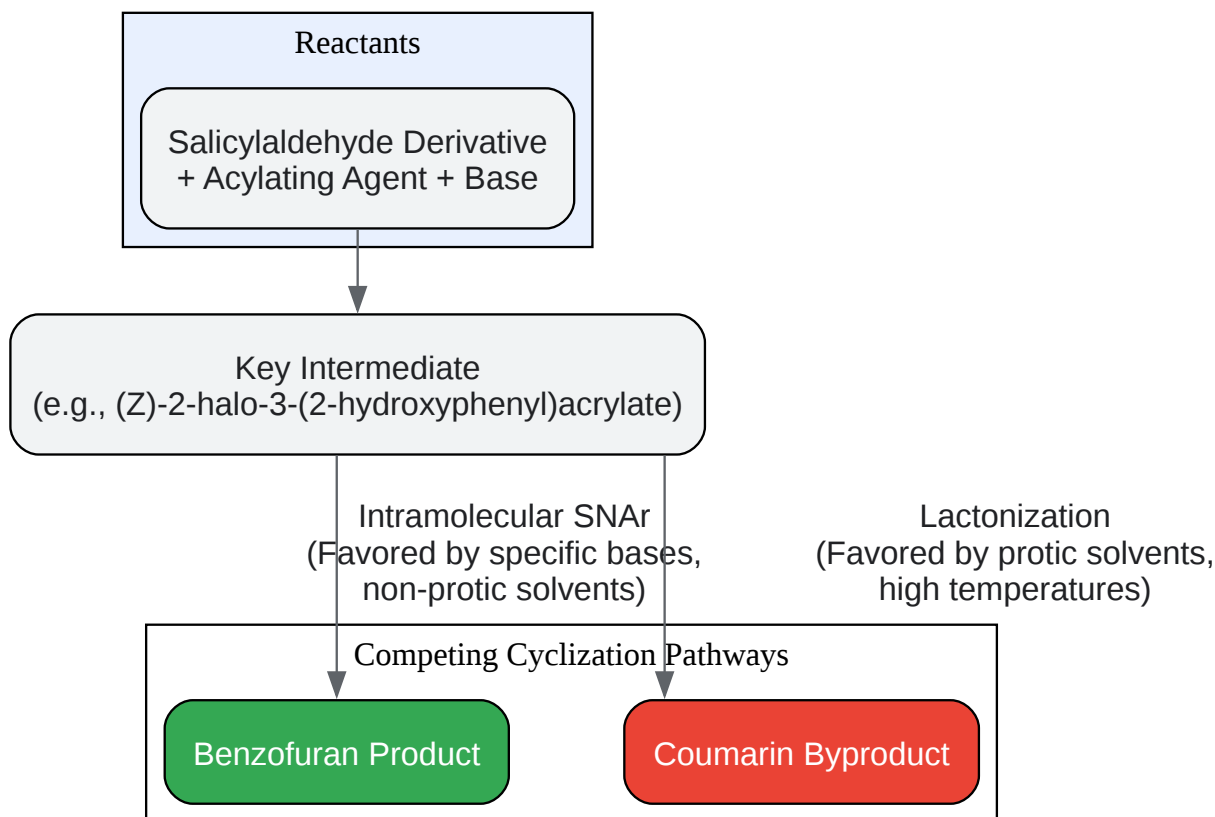 Reactants
Salicylaldehyde Derivative
+ Acylating Agent + Base
Key Intermediate
(e.g., (Z)-2-halo-3-(2-hydroxyphenyl)acrylate)
Intramolecular SNAr
(Favored by specific bases,
non-protic solvents)
Lactonization
(Favored by protic solvents,
high temperatures)
Competing Cyclization Pathways
Benzofuran Product
Coumarin Byproduct